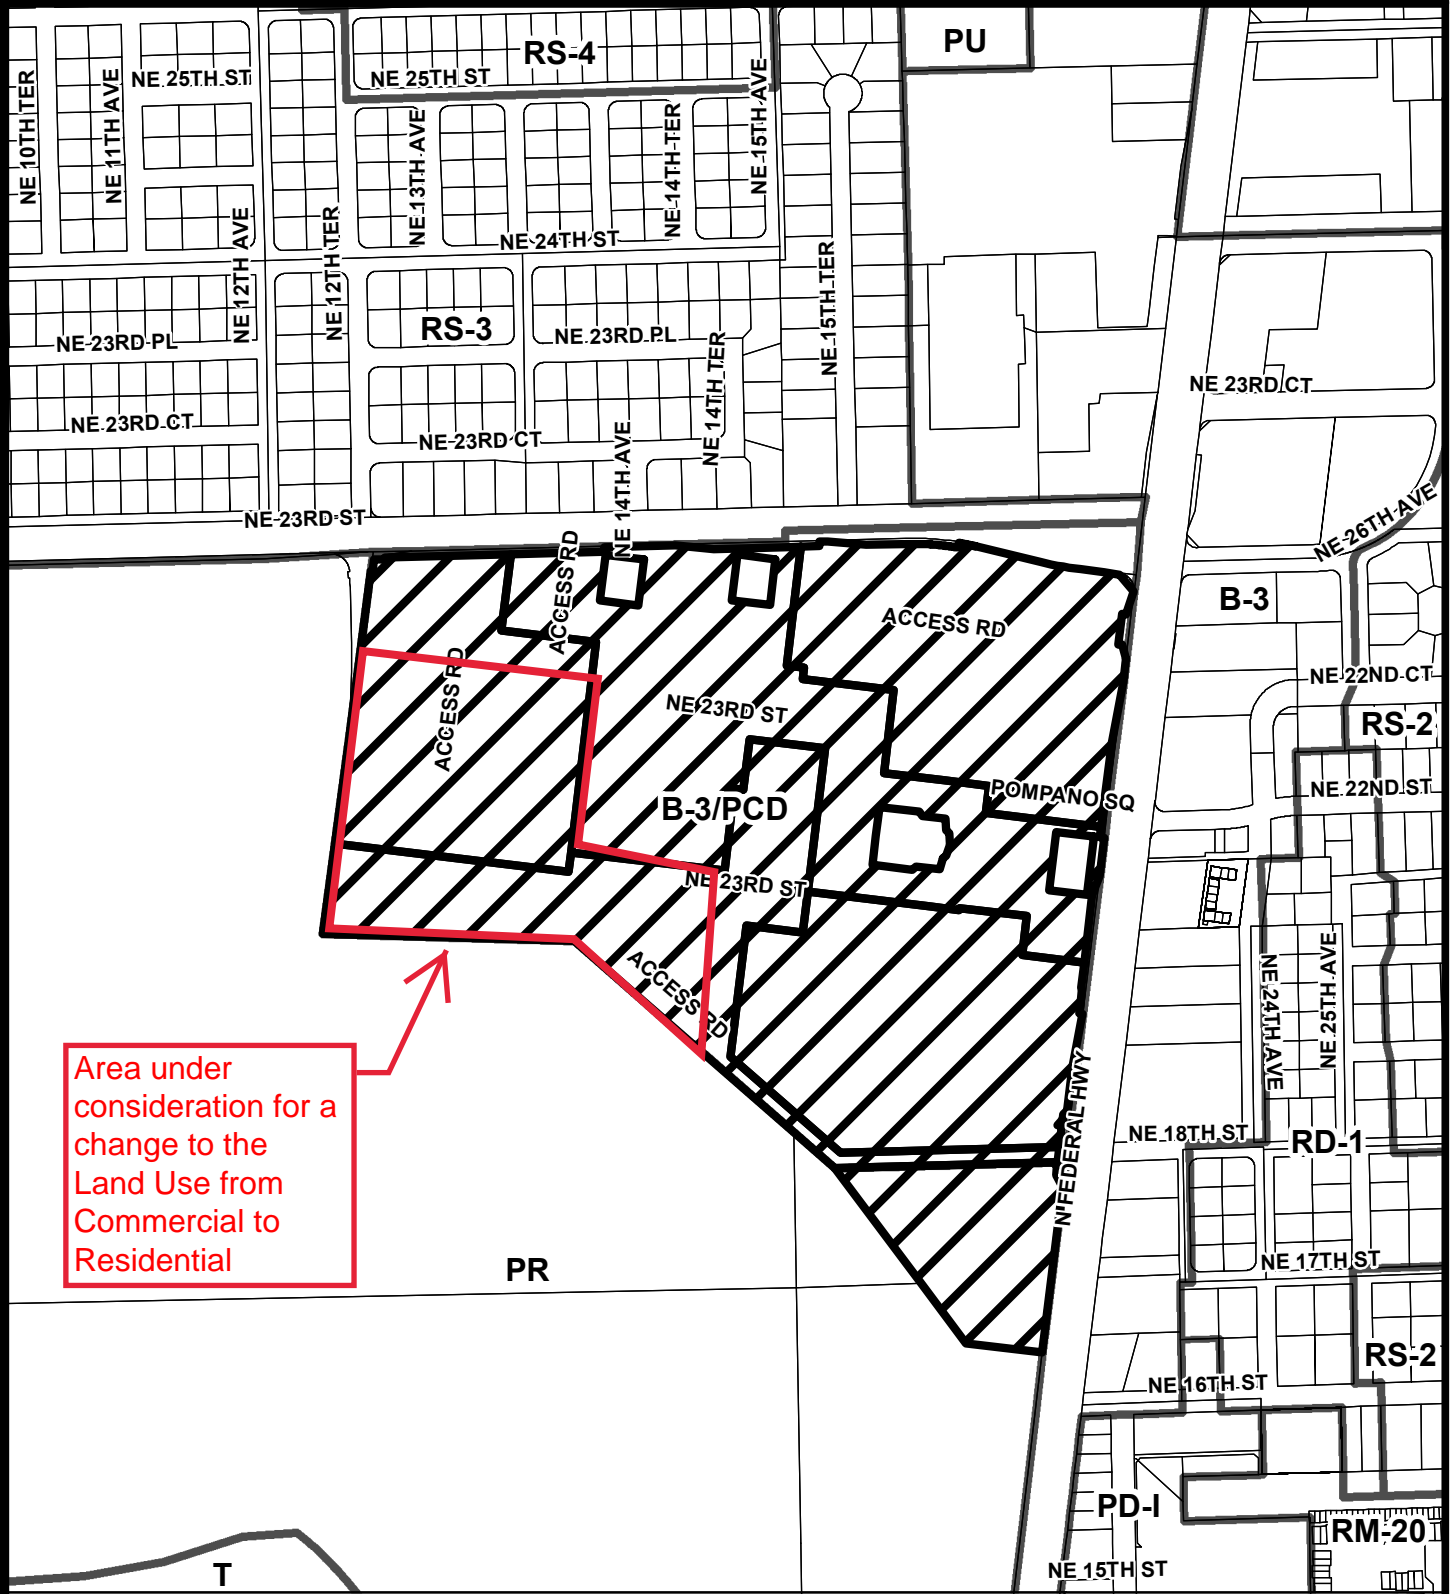 PU
RS-4
NE 25TH ST
NE 25TH ST
NE 10TH TER
NE 11TH AVE
NE 13TH AVE
NE 14TH TER
NE 15TH AVE
NE 12TH AVE
NE 12TH TER
NE 24TH ST
NE 15TH TER
RS-3
NE 23RD PL
NE 23RD PL
NE 14TH TER
NE 23RD CT
NE 23RD CT
NE 23RD CT
NE 14TH AVE
NE 23RD ST
NE 26TH AVE
ACCESS RD
B-3
ACCESS RD
ACCESS RD
NE 22ND CT
NE 23RD ST
RS-2
B-3/PCD
POMPANO SQ
NE 22ND ST
NE 23RD ST
ACCESS RD
NE 24TH AVE
NE 25TH AVE
Area under
consideration for a
change to the
Land Use from
Commercial to
Residential
N FEDERAL HWY
NE 18TH ST
RD-1
PR
NE 17TH ST
RS-2
NE 16TH ST
PD-I
RM-20
T
NE 15TH ST